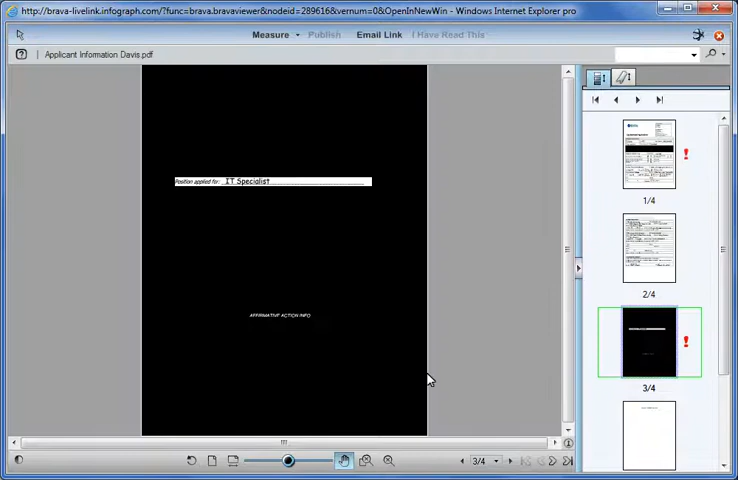 http://brava-livelink.infograph.com/?func=brava.bravaviewer&nodeid=289616&vernum=0&OpenInNewWin - Windows Internet Explorer pro
Measure Publish Email Link I Have Read This
Applicant Information Davis.pdf
Position applied for: IT Specialist
AFFIRMATIVE ACTION INFO
1/4
2/4
3/4
3/4